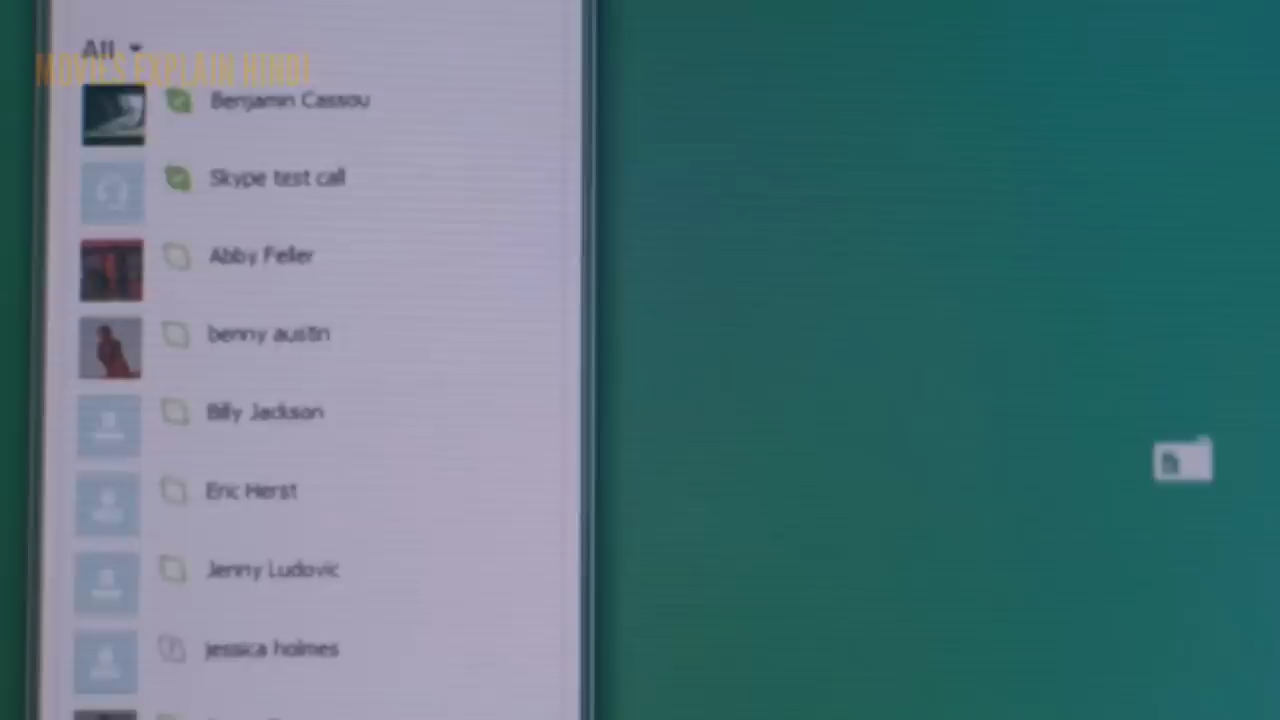 All
MOVIES EXPLAIN HINDI
Benjamin Cassou
Skype test call
Abby Feller
benny austin
Billy Jackson
Eric Herst
Jenny Ludovic
jessica holmes